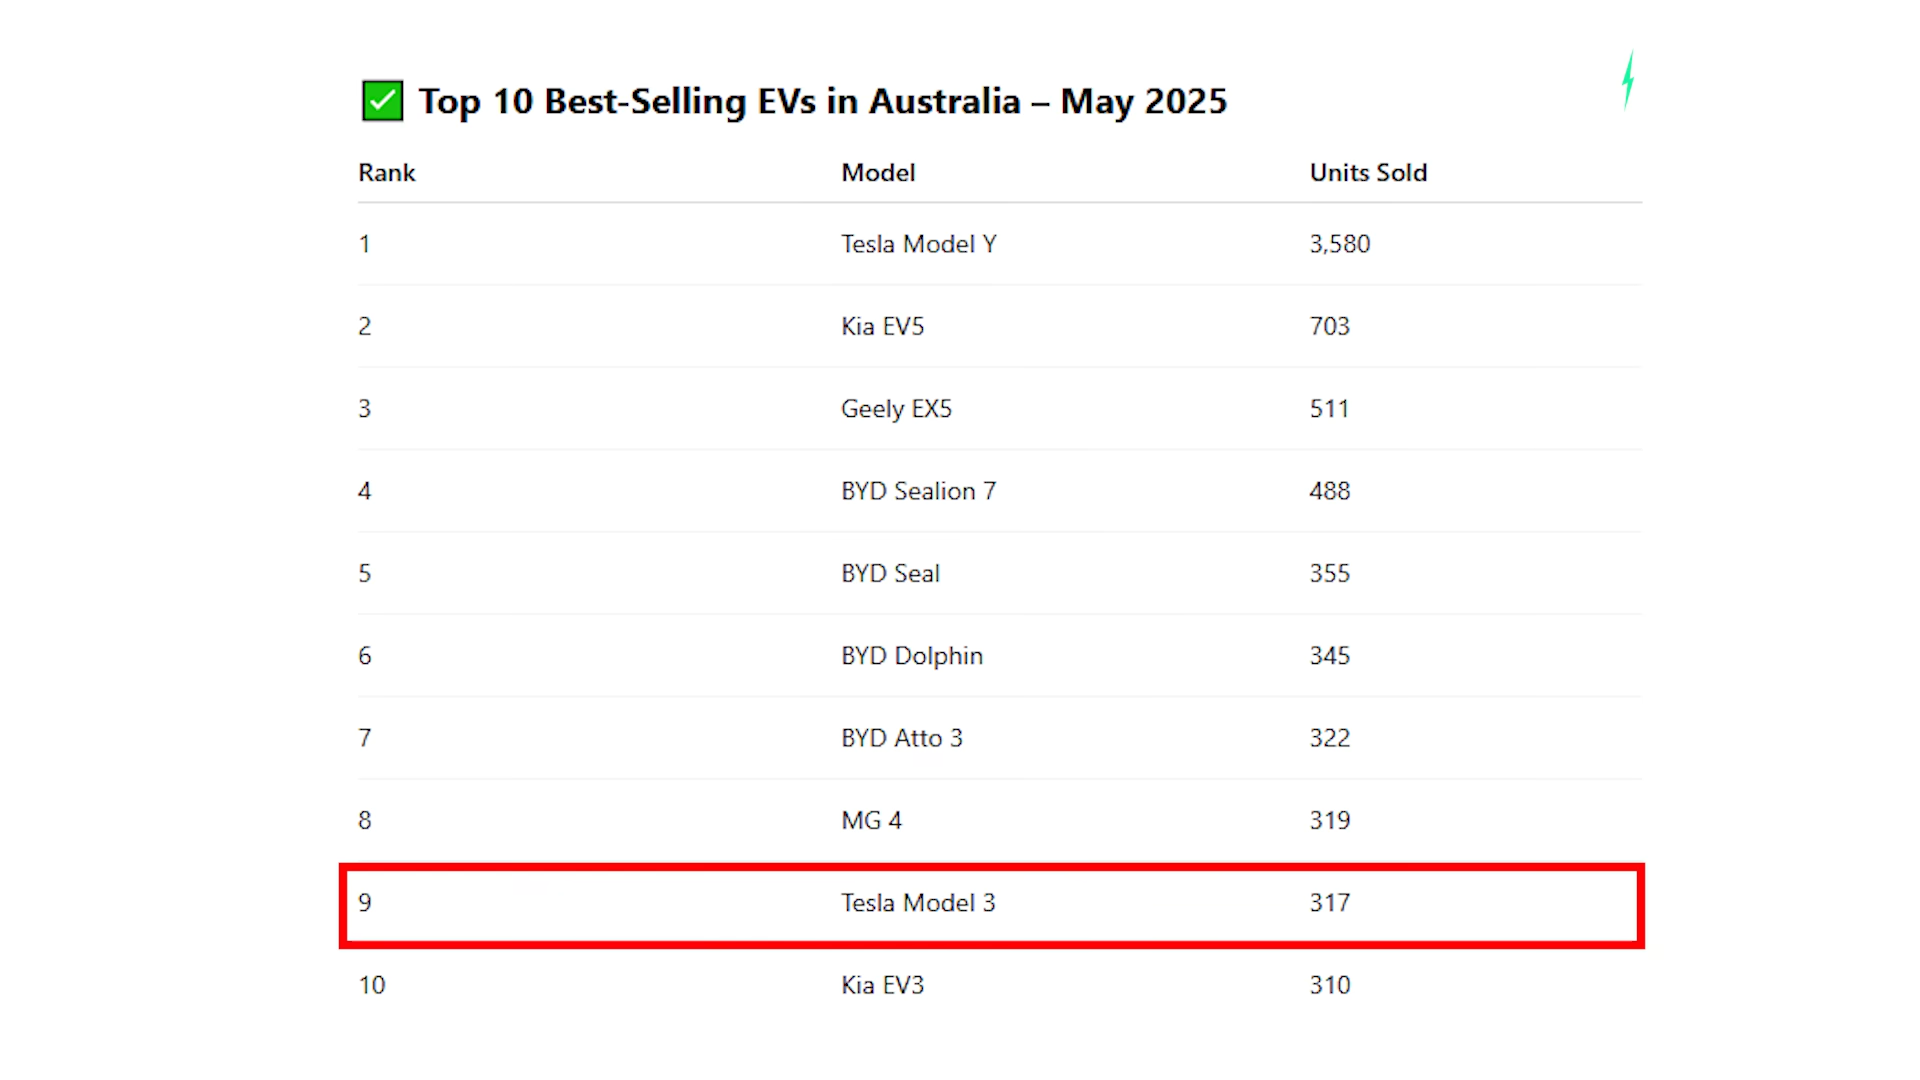 ✅ Top 10 Best-Selling EVs in Australia – May 2025
Rank Model Units Sold
1 Tesla Model Y 3,580
2 Kia EV5 703
3 Geely EX5 511
4 BYD Sealion 7 488
5 BYD Seal 355
6 BYD Dolphin 345
7 BYD Atto 3 322
8 MG 4 319
9 Tesla Model 3 317
10 Kia EV3 310